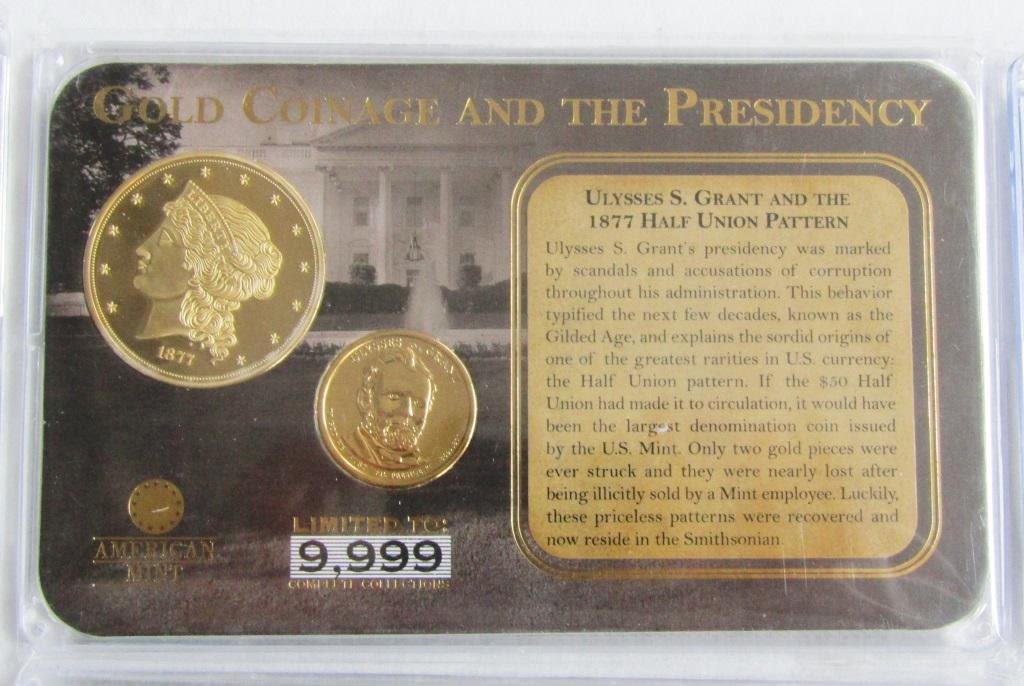 GOLD COINAGE AND THE PRESIDENCY
LIBERTY
1877
ULYSSES S. GRANT
AMERICAN
MINT
LIMITED TO:
9,999
COMPLETE COLLECTIONS
ULYSSES S. GRANT AND THE
1877 HALF UNION PATTERN
Ulysses S. Grant's presidency was marked
by scandals and accusations of corruption
throughout his administration. This behavior
typified the next few decades, known as the
Gilded Age, and explains the sordid origins of
one of the greatest rarities in U.S. currency:
the Half Union pattern. If the $50 Half
Union had made it to circulation, it would have
been the largest denomination coin issued
by the U.S. Mint. Only two gold pieces were
ever struck and they were nearly lost after
being illicitly sold by a Mint employee. Luckily,
these priceless patterns were recovered and
now reside in the Smithsonian.